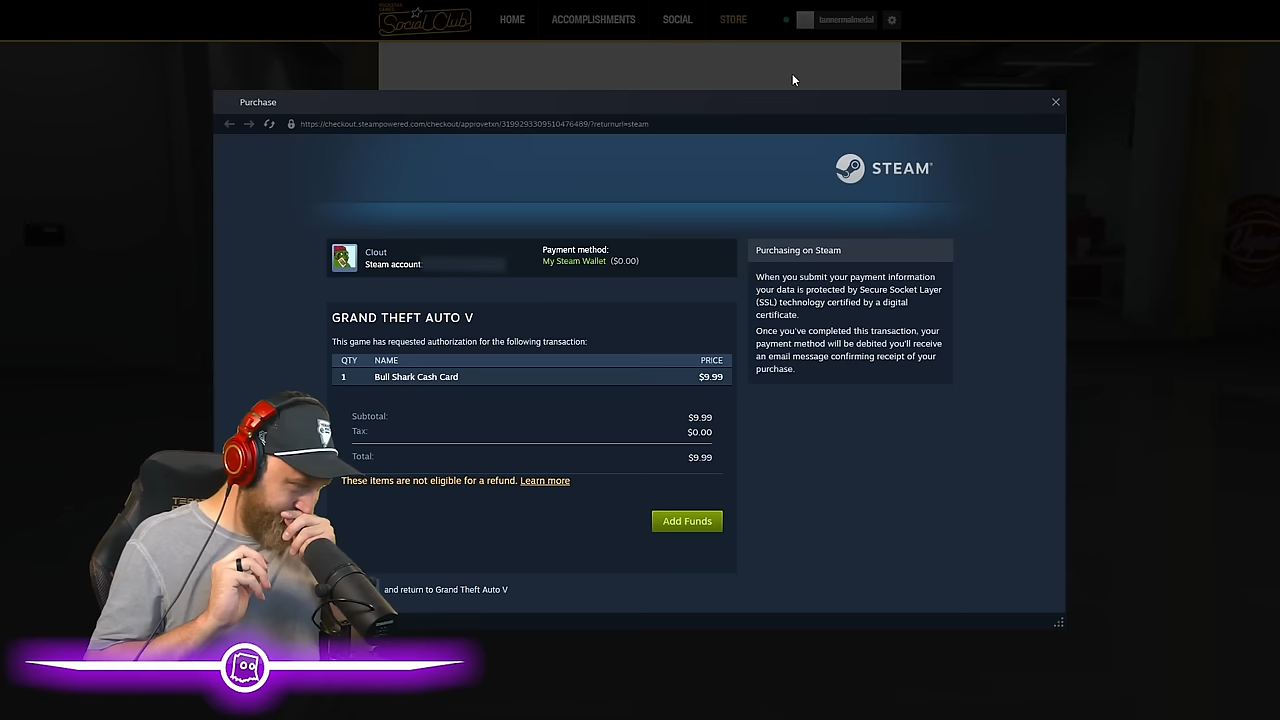 ROCKSTAR GAMES
Social Club
HOME ACCOMPLISHMENTS SOCIAL STORE tannermalmedal
Purchase
https://checkout.steampowered.com/checkout/approvetxn/3199293309510476489/?returnurl=steam
STEAM
Clout
Steam account:
Payment method:
My Steam Wallet ($0.00)
GRAND THEFT AUTO V
This game has requested authorization for the following transaction:
QTY NAME PRICE
1 Bull Shark Cash Card $9.99
Subtotal: $9.99
Tax: $0.00
Total: $9.99
These items are not eligible for a refund. Learn more
Add Funds
and return to Grand Theft Auto V
Purchasing on Steam
When you submit your payment information
your data is protected by Secure Socket Layer
(SSL) technology certified by a digital
certificate.
Once you've completed this transaction, your
payment method will be debited you'll receive
an email message confirming receipt of your
purchase.